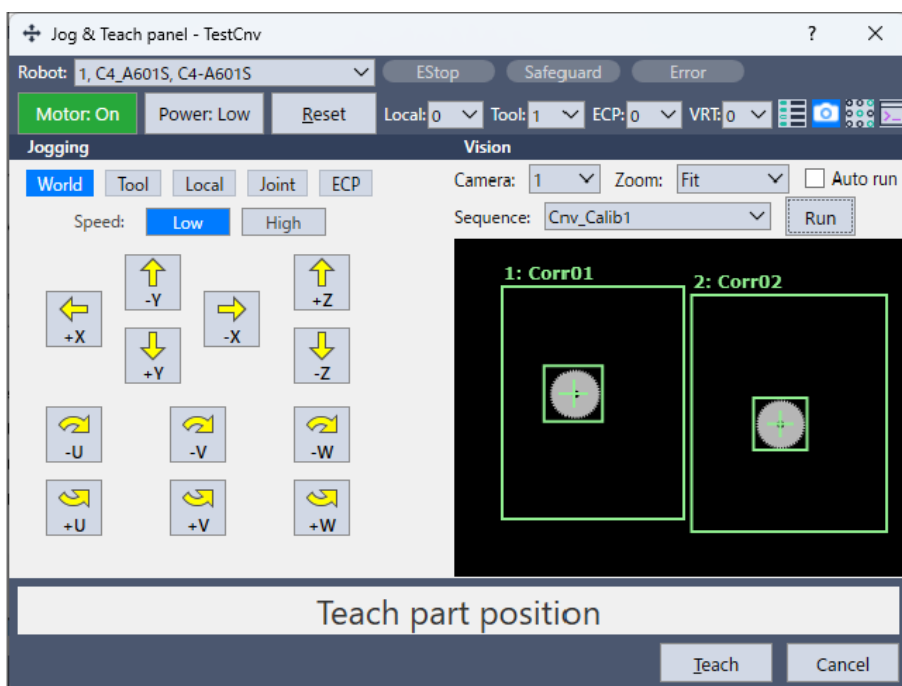 Jog & Teach panel - TestCnv ?
Robot: 1, C4_A601S, C4-A601S EStop Safeguard Error
Motor: On Power: Low Reset Local: 0 Tool: 1 ECP: 0 VRT: 0
Jogging Vision
World Tool Local Joint ECP
Camera: 1 Zoom: Fit Auto run
Speed: Low High
Sequence: Cnv_Calib1 Run
1: Corr01
2: Corr02
-Y
+Z
+X
-X
+Y
-Z
-U -V -W
+U +V +W
Teach part position
Teach Cancel